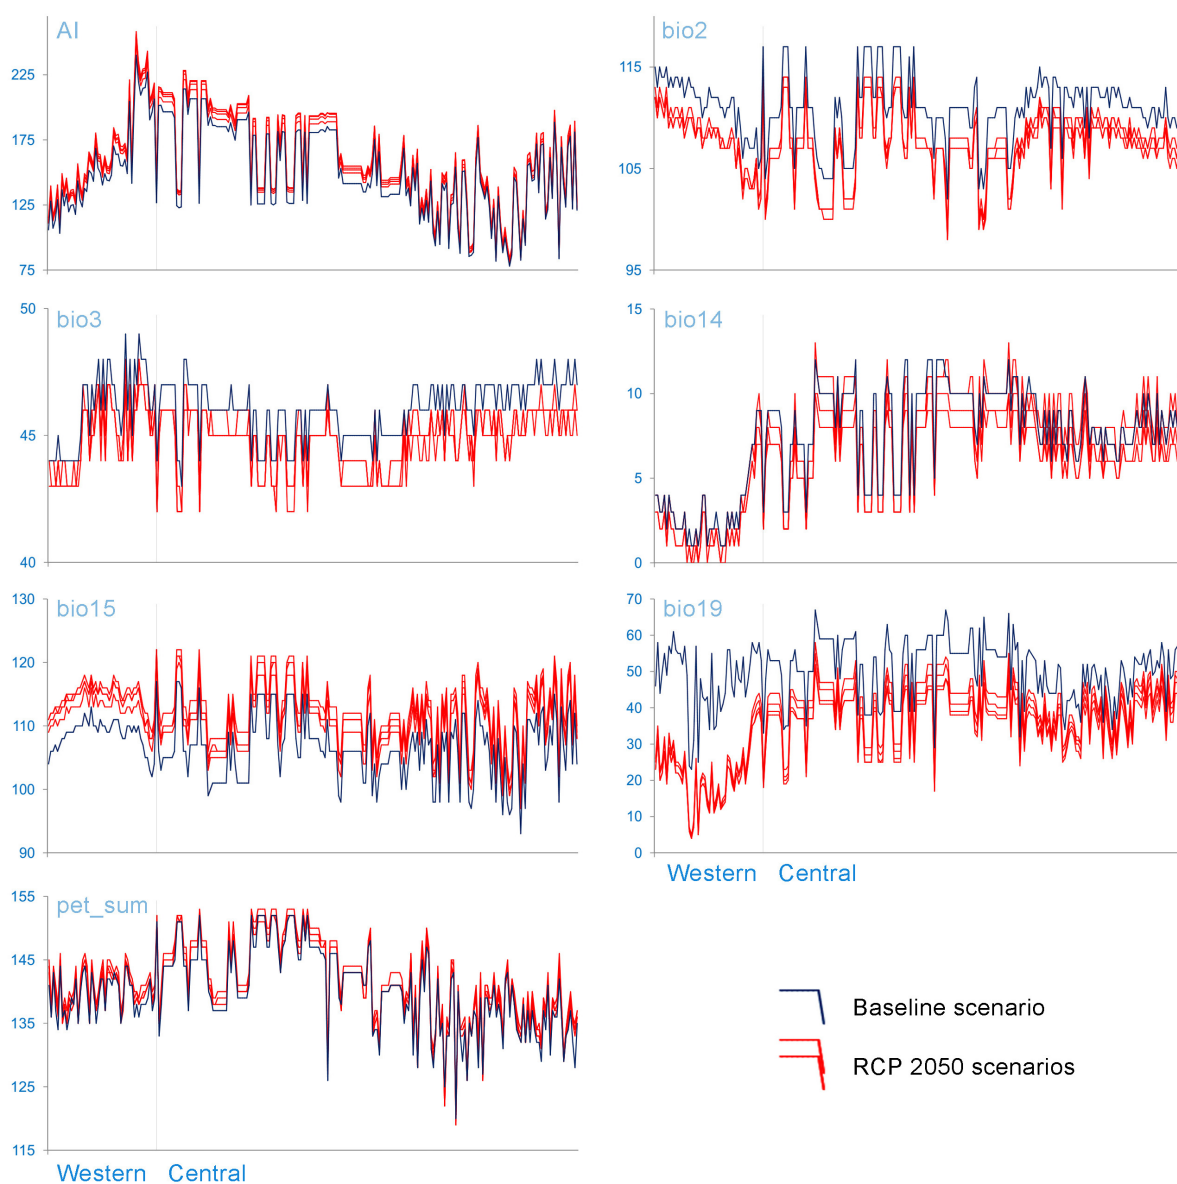 AI
225
175
125
75
bio2
115
105
95
bio3
50
45
40
bio14
15
10
5
0
bio15
130
120
110
100
90
bio19
70
60
50
40
30
20
10
0
Western Central
pet_sum
155
145
135
125
115
Western Central
Baseline scenario
RCP 2050 scenarios